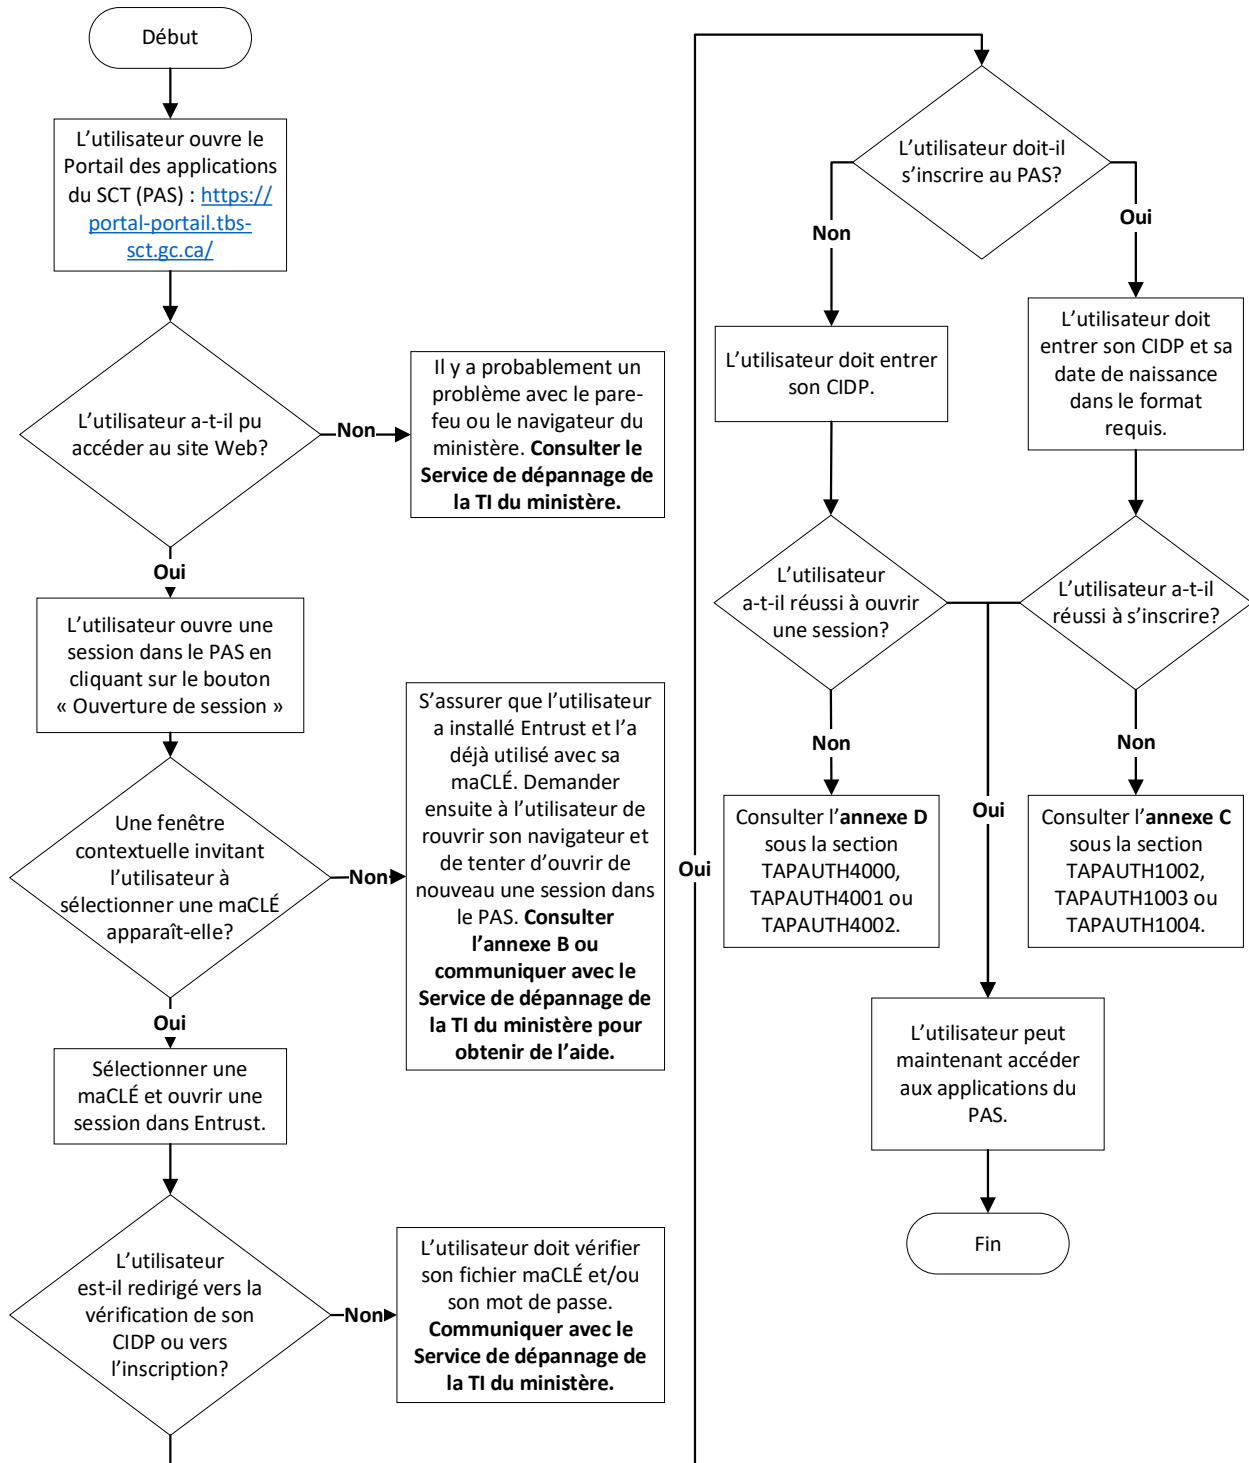 Début
L’utilisateur ouvre le
Portail des applications
du SCT (PAS) : https://
portal-portail.tbs-
sct.gc.ca/
L’utilisateur a-t-il pu
accéder au site Web?
Non
Il y a probablement un
problème avec le pare-
feu ou le navigateur du
ministère. Consulter le
Service de dépannage de
la TI du ministère.
Oui
L’utilisateur ouvre une
session dans le PAS en
cliquant sur le bouton
« Ouverture de session »
Une fenêtre
contextuelle invitant
l’utilisateur à
sélectionner une maCLÉ
apparaît-elle?
Non
S’assurer que l’utilisateur
a installé Entrust et l’a
déjà utilisé avec sa
maCLÉ. Demander
ensuite à l’utilisateur de
rouvrir son navigateur et
de tenter d’ouvrir de
nouveau une session dans
le PAS. Consulter
l’annexe B ou
communiquer avec le
Service de dépannage de
la TI du ministère pour
obtenir de l’aide.
Oui
Sélectionner une
maCLÉ et ouvrir une
session dans Entrust.
L’utilisateur
est-il redirigé vers la
vérification de son
CIDP ou vers
l’inscription?
Non
L’utilisateur doit vérifier
son fichier maCLÉ et/ou
son mot de passe.
Communiquer avec le
Service de dépannage de
la TI du ministère.
Oui
L’utilisateur doit-il
s’inscrire au PAS?
Non
Oui
L’utilisateur doit entrer
son CIDP.
L’utilisateur doit
entrer son CIDP et sa
date de naissance
dans le format
requis.
L’utilisateur
a-t-il réussi à ouvrir
une session?
L’utilisateur a-t-il
réussi à s’inscrire?
Non
Non
Oui
Consulter l’annexe D
sous la section
TAPAUTH4000,
TAPAUTH4001 ou
TAPAUTH4002.
Consulter l’annexe C
sous la section
TAPAUTH1002,
TAPAUTH1003 ou
TAPAUTH1004.
L’utilisateur peut
maintenant accéder
aux applications du
PAS.
Fin